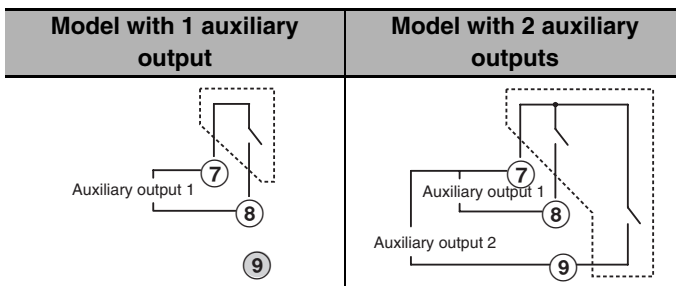 Model with 1 auxiliary
output
Model with 2 auxiliary
outputs
7
Auxiliary output 1
8
9
7
Auxiliary output 1
8
Auxiliary output 2
9